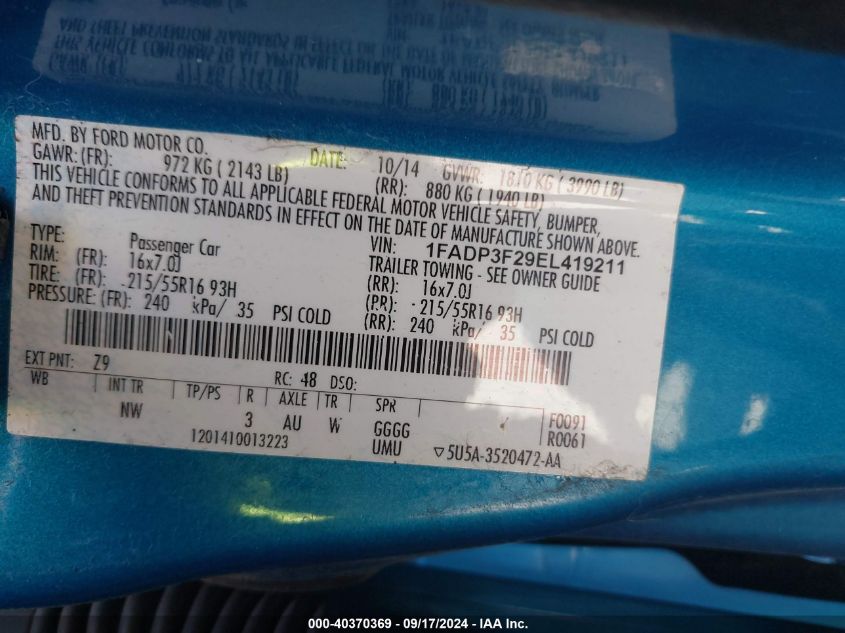 MFD. BY FORD MOTOR CO.
DATE: 10/14 GVWR: 1810 KG ( 3990 LB)
GAWR: (FR): 972 KG ( 2143 LB) (RR): 880 KG ( 1940 LB)
THIS VEHICLE CONFORMS TO ALL APPLICABLE FEDERAL MOTOR VEHICLE SAFETY, BUMPER,
AND THEFT PREVENTION STANDARDS IN EFFECT ON THE DATE OF MANUFACTURE SHOWN ABOVE.
VIN: 1FADP3F29EL419211
TYPE: Passenger Car TRAILER TOWING - SEE OWNER GUIDE
RIM: (FR): 16x7.0J (RR): 16x7.0J
TIRE: (FR): 215/55R16 93H (RR): 215/55R16 93H
PRESSURE: (FR): 240 kPa/ 35 PSI COLD (RR): 240 kPa/ 35 PSI COLD
EXT PNT: Z9 RC: 48 DSO:
WB INT TR TP/PS R AXLE TR SPR
NW 3 AU W GGGG F0091
UMU R0061
1201410013223 ▽5U5A-3520472-AA
000-40370369 - 09/17/2024 - IAA Inc.